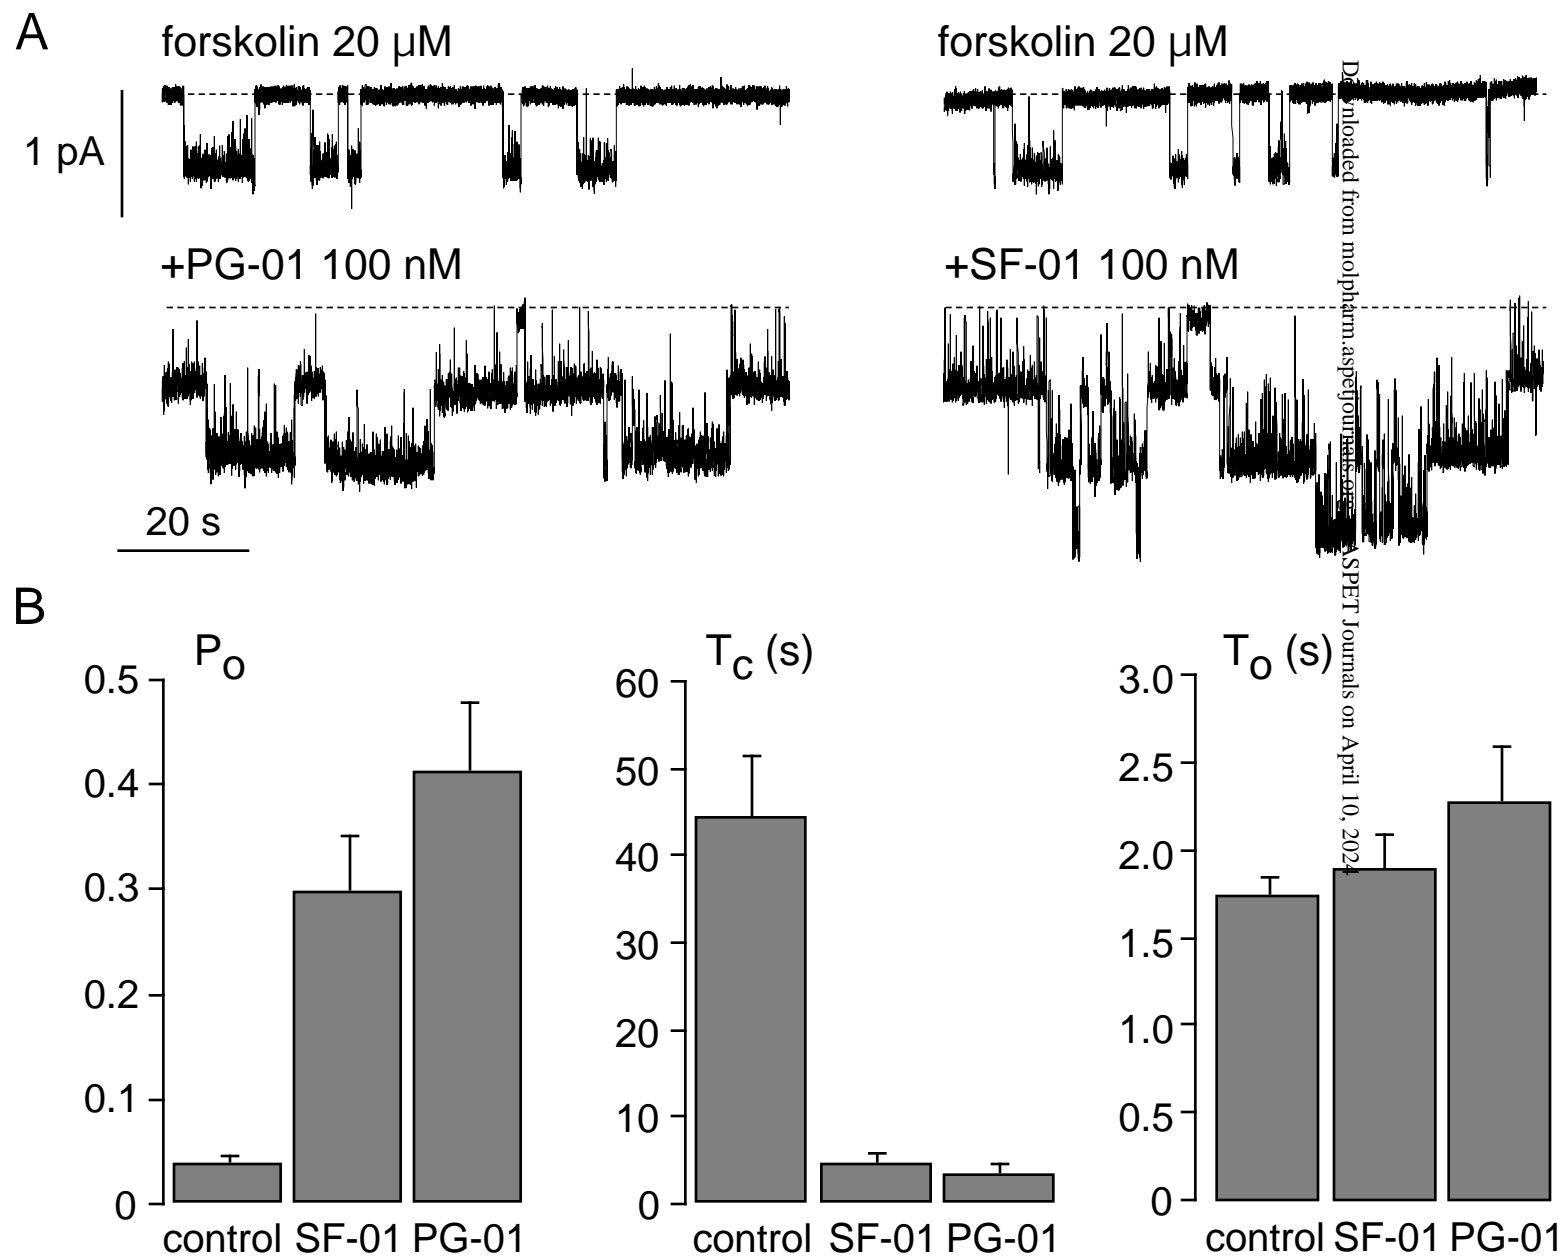 A
forskolin 20 µM
forskolin 20 µM
1 pA
+PG-01 100 nM
+SF-01 100 nM
20 s
B
Po
0.5
0.4
0.3
0.2
0.1
0
control SF-01 PG-01
Tc (s)
60
50
40
30
20
10
0
control SF-01 PG-01
To (s)
3.0
2.5
2.0
1.5
1.0
0.5
0
control SF-01 PG-01
Downloaded from molpharm.aspetjournals.org ASPET Journals on April 10, 2024